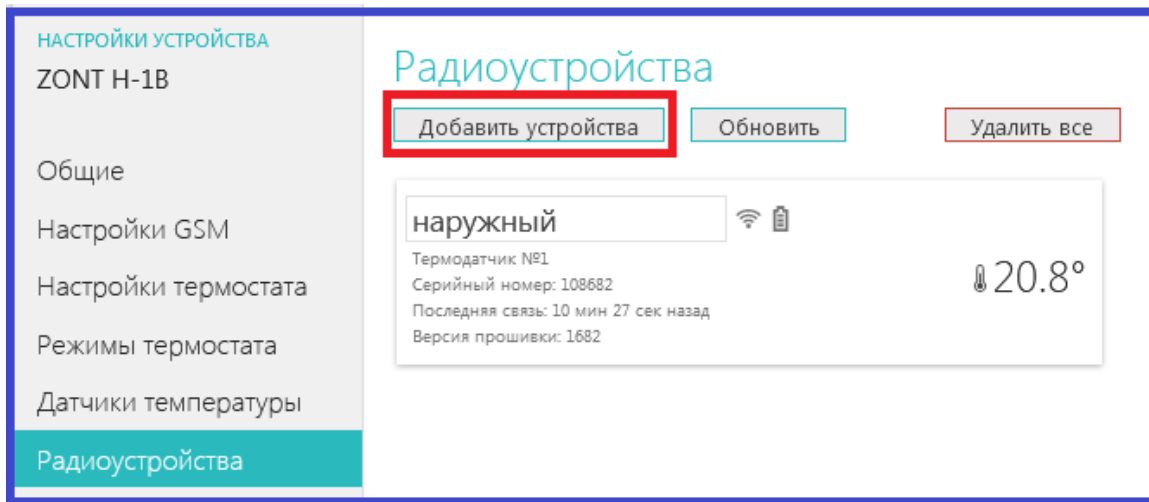 НАСТРОЙКИ УСТРОЙСТВА
ZONT H-1B
Общие
Настройки GSM
Настройки термостата
Режимы термостата
Датчики температуры
Радиоустройства
Радиоустройства
Добавить устройства Обновить Удалить все
наружный
Термодатчик №1
Серийный номер: 108682
Последняя связь: 10 мин 27 сек назад
Версия прошивки: 1682
20.8°